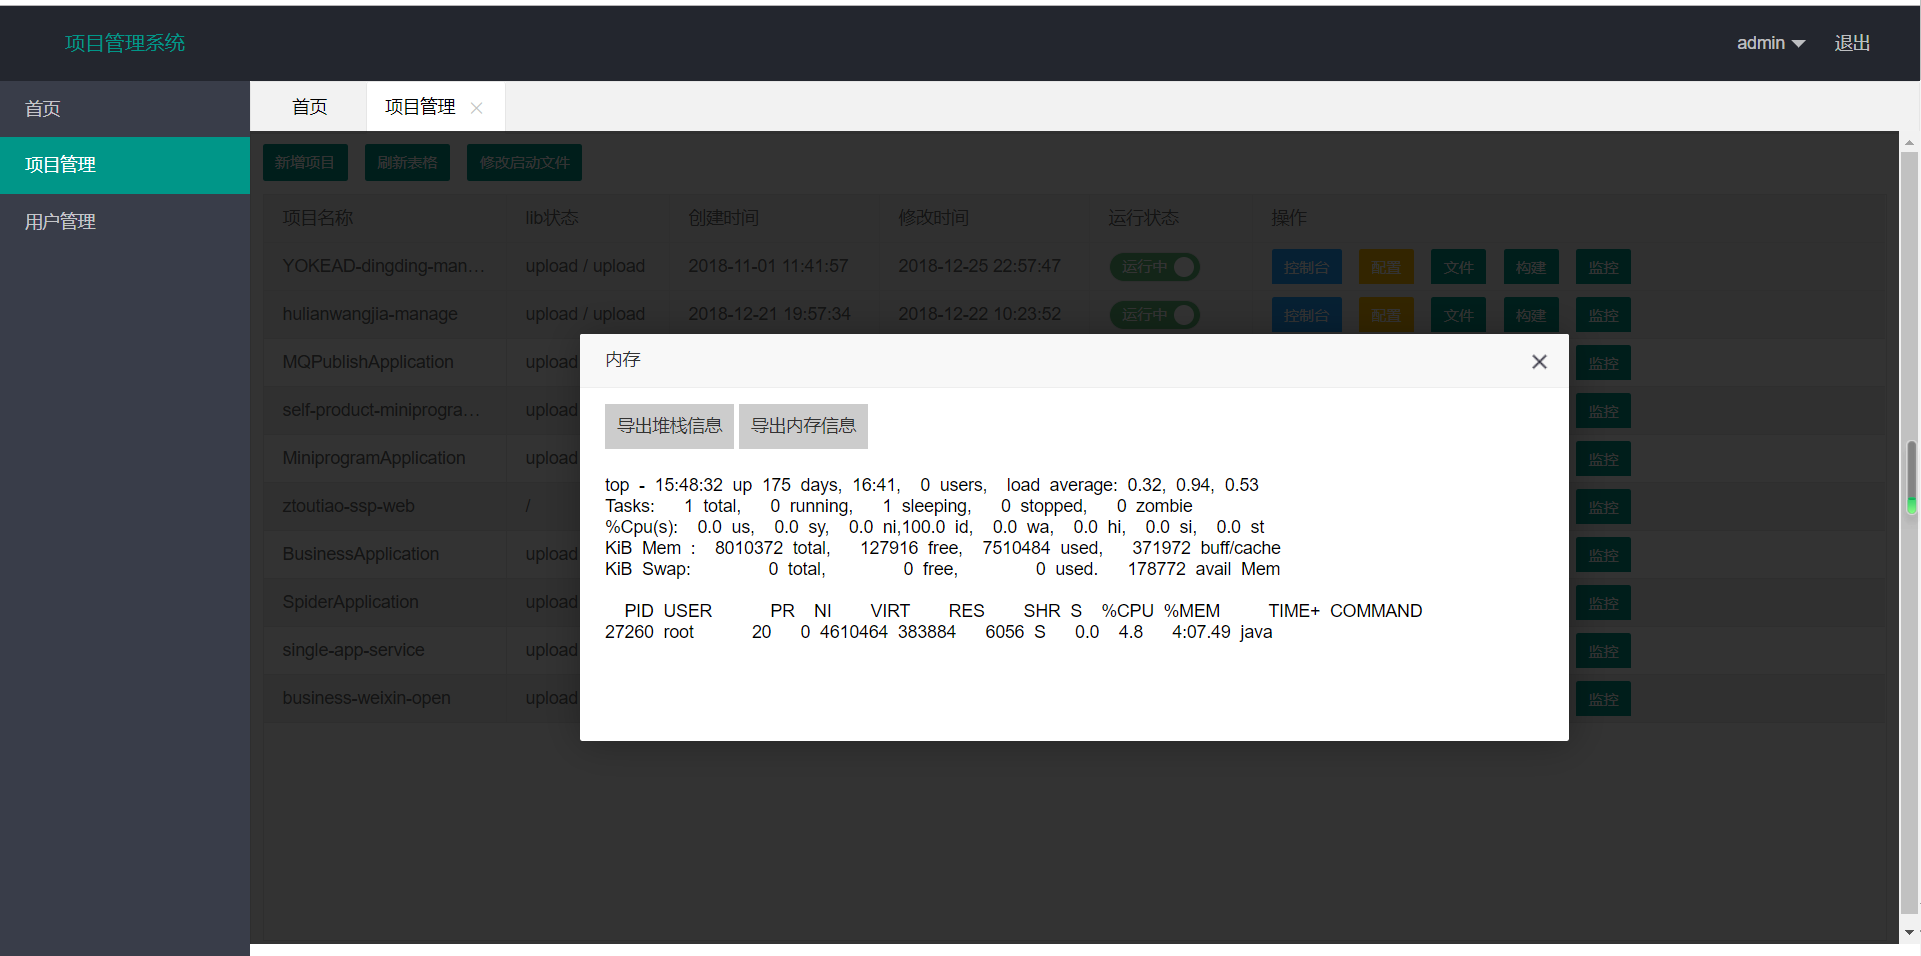 项目管理系统
admin 退出
首页
项目管理
用户管理
首页 项目管理
新增项目 刷新表格 修改启动文件
项目名称 lib状态 创建时间 修改时间 运行状态 操作
YOKEAD-dingding-man... upload / upload 2018-11-01 11:41:57 2018-12-25 22:57:47 运行中 控制台 配置 文件 构建 监控
hulianwangjia-manage upload / upload 2018-12-21 19:57:34 2018-12-22 10:23:52 运行中 控制台 配置 文件 构建 监控
MQPublishApplication upload 监控
self-product-miniprogra... upload 监控
MiniprogramApplication upload 监控
ztoutiao-ssp-web / 监控
BusinessApplication upload 监控
SpiderApplication upload 监控
single-app-service upload 监控
business-weixin-open upload 监控
内存
导出堆栈信息 导出内存信息
top - 15:48:32 up 175 days, 16:41, 0 users, load average: 0.32, 0.94, 0.53
Tasks: 1 total, 0 running, 1 sleeping, 0 stopped, 0 zombie
%Cpu(s): 0.0 us, 0.0 sy, 0.0 ni,100.0 id, 0.0 wa, 0.0 hi, 0.0 si, 0.0 st
KiB Mem : 8010372 total, 127916 free, 7510484 used, 371972 buff/cache
KiB Swap: 0 total, 0 free, 0 used. 178772 avail Mem
PID USER PR NI VIRT RES SHR S %CPU %MEM TIME+ COMMAND
27260 root 20 0 4610464 383884 6056 S 0.0 4.8 4:07.49 java